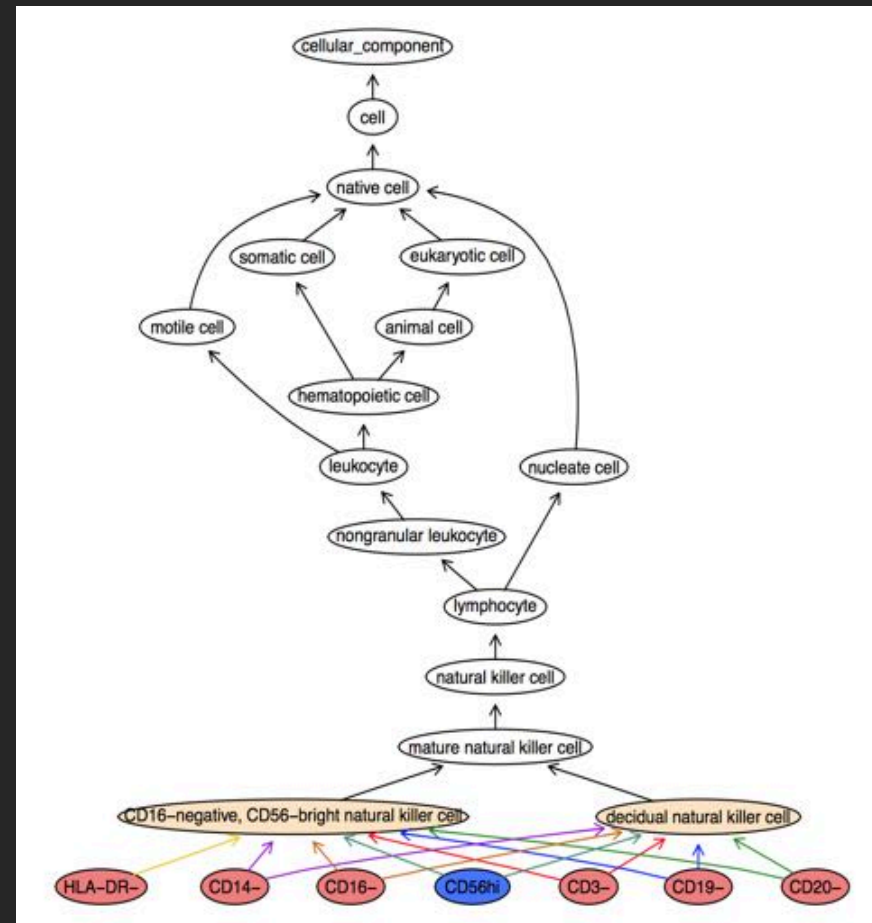 cellular_component
cell
native cell
somatic cell
eukaryotic cell
motile cell
animal cell
hematopoietic cell
leukocyte
nucleate cell
nongranular leukocyte
lymphocyte
natural killer cell
mature natural killer cell
CD16−negative, CD56−bright natural killer cell
decidual natural killer cell
HLA−DR−
CD14−
CD16−
CD56hi
CD3−
CD19−
CD20−